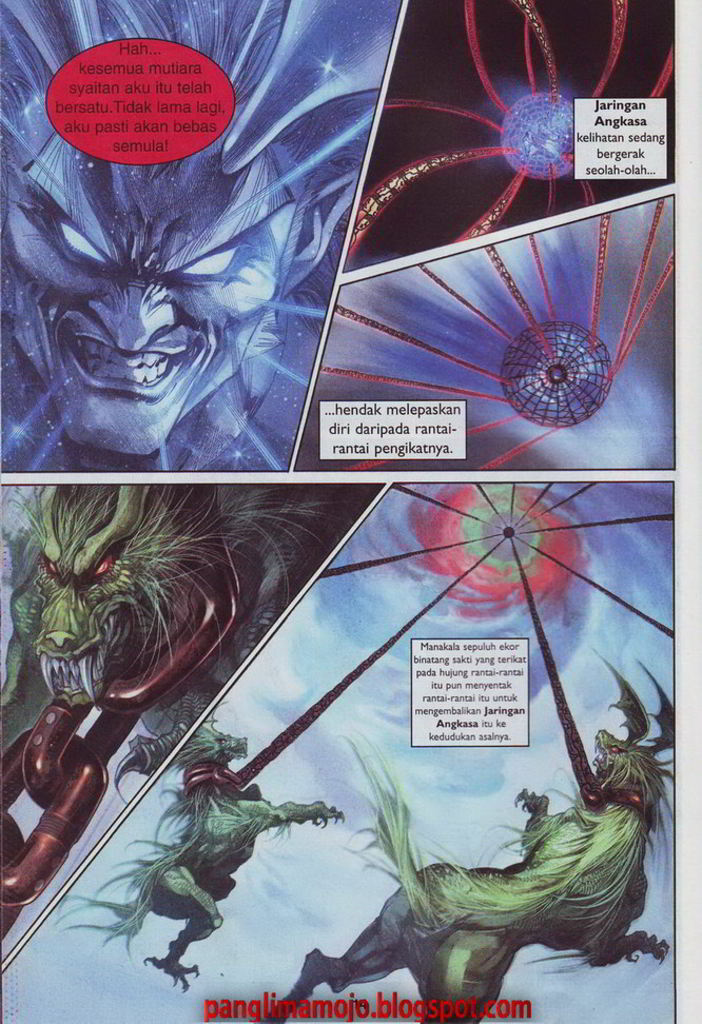 Hah...
kesemua mutiara
syaitan aku itu telah
bersatu.Tidak lama lagi,
aku pasti akan bebas
semula!
Jaringan
Angkasa
kelihatan sedang
bergerak
seolah-olah...
...hendak melepaskan
diri daripada rantai-
rantai pengikatnya.
Manakala sepuluh ekor
binatang sakti yang terikat
pada hujung rantai-rantai
itu pun menyentak
rantai-rantai itu untuk
mengembalikan Jaringan
Angkasa itu ke
kedudukan asalnya.
panglimamojo.blogspot.com